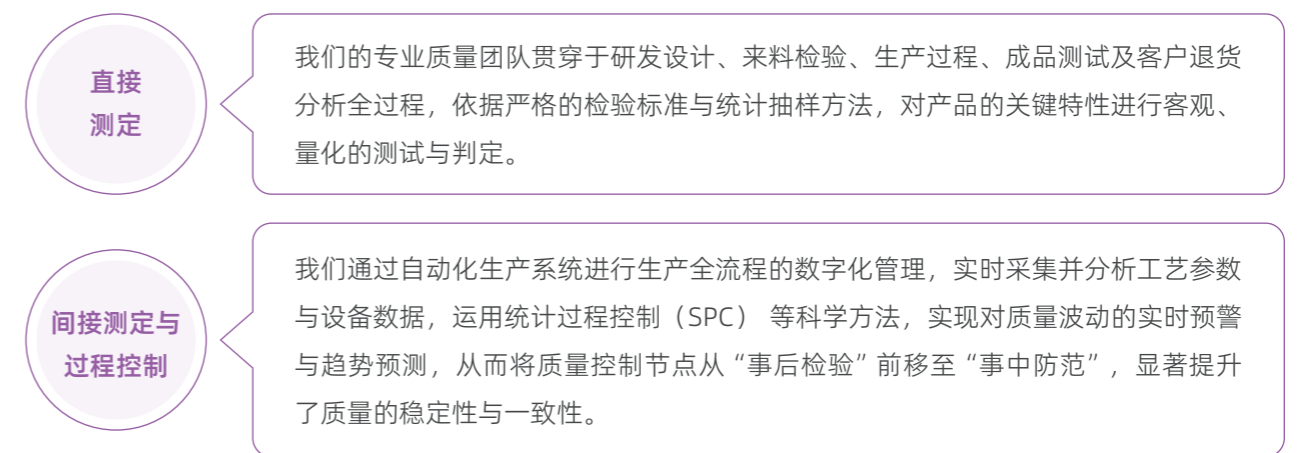 直接
测定
我们的专业质量团队贯穿于研发设计、来料检验、生产过程、成品测试及客户退货
分析全过程，依据严格的检验标准与统计抽样方法，对产品的关键特性进行客观、
量化的测试与判定。
间接测定与
过程控制
我们通过自动化生产系统进行生产全流程的数字化管理，实时采集并分析工艺参数
与设备数据，运用统计过程控制（SPC） 等科学方法，实现对质量波动的实时预警
与趋势预测，从而将质量控制节点从“事后检验”前移至“事中防范”，显著提升
了质量的稳定性与一致性。